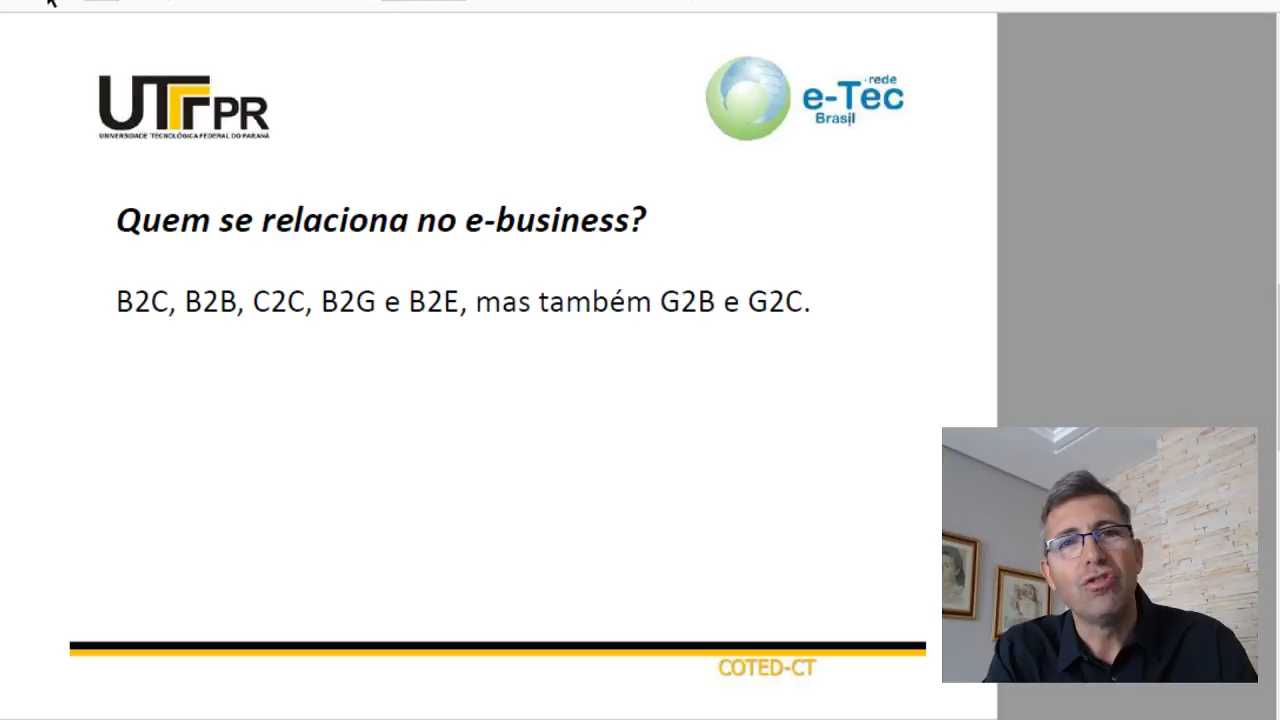 UTFPR
UNIVERSIDADE TECNOLÓGICA FEDERAL DO PARANÁ
rede
e-Tec
Brasil
Quem se relaciona no e-business?
B2C, B2B, C2C, B2G e B2E, mas também G2B e G2C.
COTED-CT